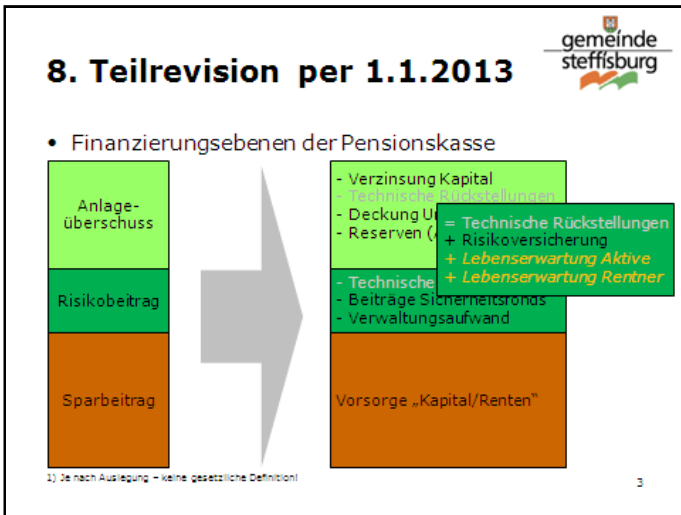 gemeinde
steffisburg
8. Teilrevision per 1.1.2013
• Finanzierungsebenen der Pensionskasse
Anlage-
überschuss
Risikobeitrag
Sparbeitrag
- Verzinsung Kapital
- Technische Rückstellungen
- Deckung
- Reserven
= Technische Rückstellungen
+ Risikoversicherung
+ Lebenserwartung Aktive
+ Lebenserwartung Rentner
- Technische
- Beiträge Sicherheitsfonds
- Verwaltungsaufwand
Vorsorge „Kapital/Renten“
1) Je nach Auslegung – keine gesetzliche Definition!
3